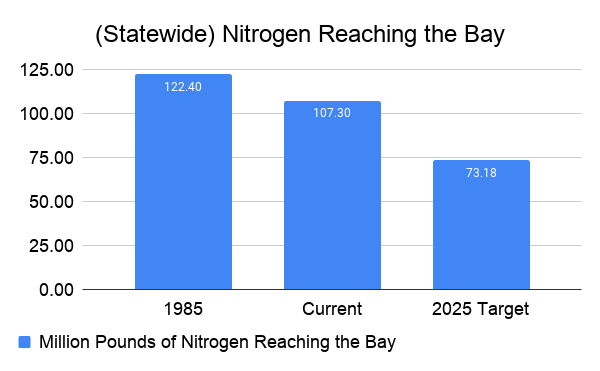 (Statewide) Nitrogen Reaching the Bay
125.00
100.00
75.00
50.00
25.00
0.00
122.40
107.30
73.18
1985
Current
2025 Target
Million Pounds of Nitrogen Reaching the Bay